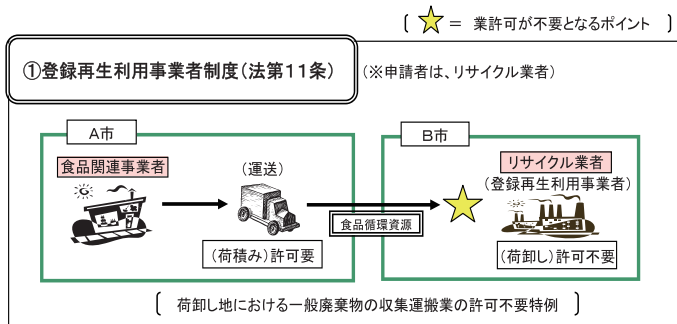 〔 ☆ = 業許可が不要となるポイント 〕
①登録再生利用事業者制度(法第11条)
(※申請者は、リサイクル業者)
A市
B市
食品関連事業者
(運送)
リサイクル業者
(登録再生利用事業者)
食品循環資源
(荷積み)許可要
(荷卸し)許可不要
〔 荷卸し地における一般廃棄物の収集運搬業の許可不要特例 〕